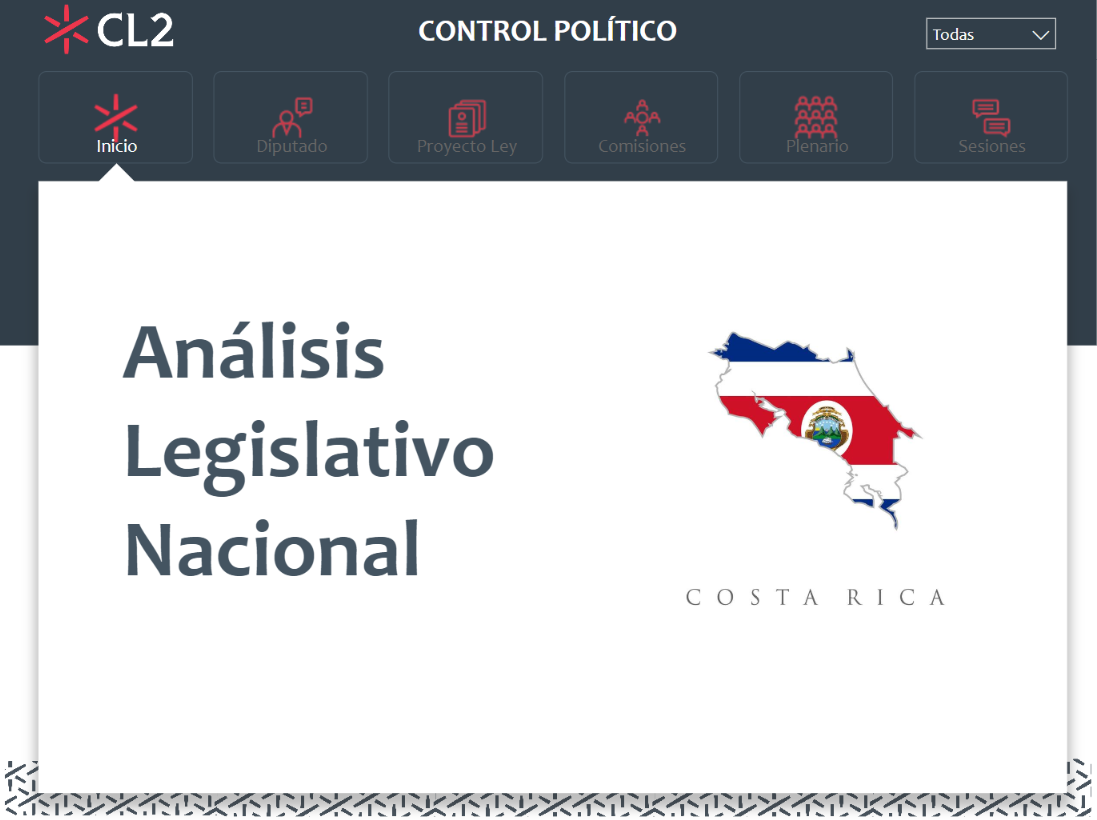 CL2
CONTROL POLÍTICO
Todas
Inicio
Diputado
Proyecto Ley
Comisiones
Plenario
Sesiones
Análisis
Legislativo
Nacional
COSTA RICA